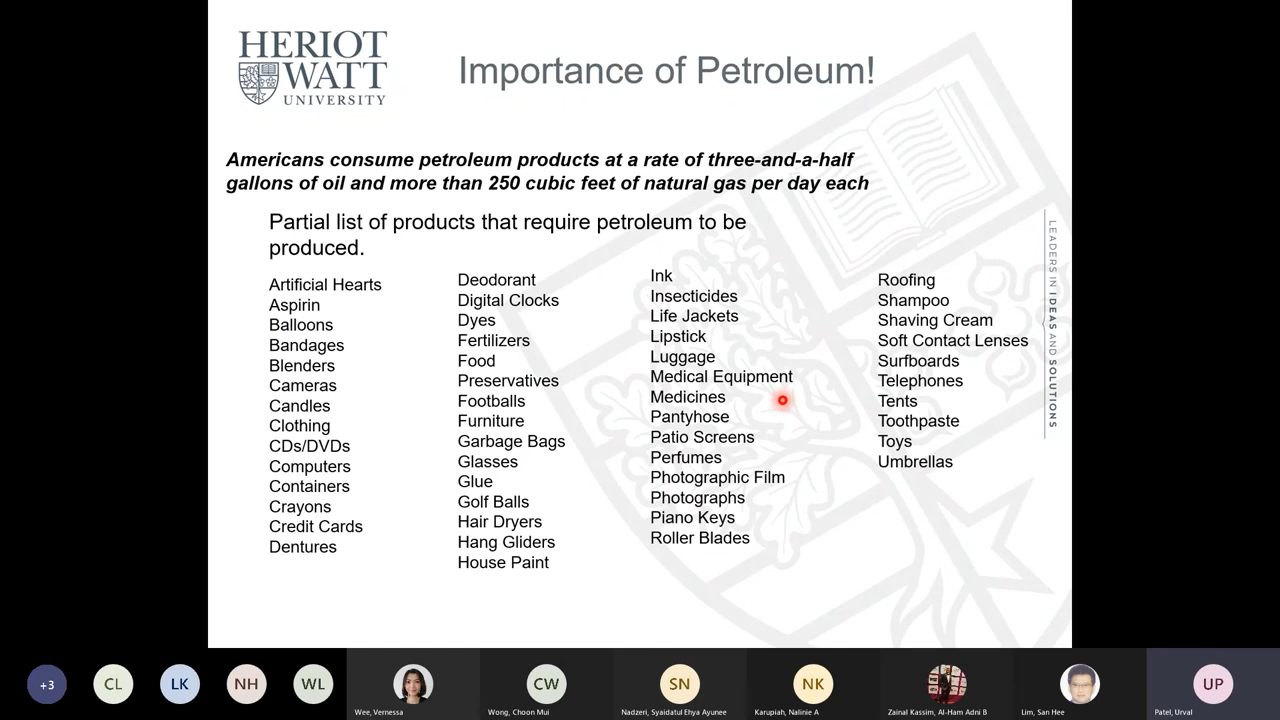 HERIOT
WATT
UNIVERSITY
Importance of Petroleum!
Americans consume petroleum products at a rate of three-and-a-half
gallons of oil and more than 250 cubic feet of natural gas per day each
Partial list of products that require petroleum to be
produced.
Artificial Hearts
Aspirin
Balloons
Bandages
Blenders
Cameras
Candles
Clothing
CDs/DVDs
Computers
Containers
Crayons
Credit Cards
Dentures
Deodorant
Digital Clocks
Dyes
Fertilizers
Food
Preservatives
Footballs
Furniture
Garbage Bags
Glasses
Glue
Golf Balls
Hair Dryers
Hang Gliders
House Paint
Ink
Insecticides
Life Jackets
Lipstick
Luggage
Medical Equipment
Medicines
Pantyhose
Patio Screens
Perfumes
Photographic Film
Photographs
Piano Keys
Roller Blades
Roofing
Shampoo
Shaving Cream
Soft Contact Lenses
Surfboards
Telephones
Tents
Toothpaste
Toys
Umbrellas
LEADERS IN IDEAS AND SOLUTIONS
+3
CL
LK
NH
WL
Wee, Vernessa
CW
Wong, Choon Mui
SN
Nadzeri, Syaidatul Ehya Ayunee
NK
Karupiah, Nalinie A
Zainal Kassim, Al-Ham Adni B
Lim, San Hee
UP
Patel, Urval